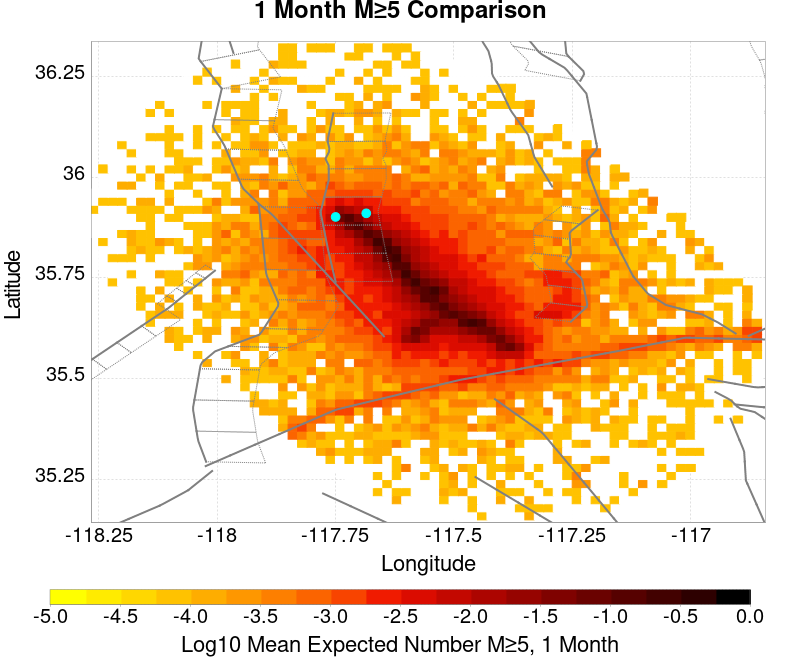 1 Month M≥5 Comparison
36.25
36
35.75
35.5
35.25
Latitude
-118.25 -118 -117.75 -117.5 -117.25 -117
Longitude
-5.0 -4.5 -4.0 -3.5 -3.0 -2.5 -2.0 -1.5 -1.0 -0.5 0.0
Log10 Mean Expected Number M≥5, 1 Month